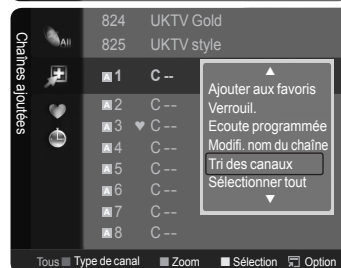 824 UKTV Gold
825 UKTV style
Chaînes ajoutées
All
A 1 C --
A 2 C --
A 3 ♥ C --
A 4 C --
A 5 C --
A 6 C --
A 7 C --
A 8 C --
▲
Ajouter aux favoris
Verrouil.
Ecoute programmée
Modifi. nom du chaîne
Tri des canaux
Sélectionner tout
▼
Tous Type de canal Zoom Sélection Option